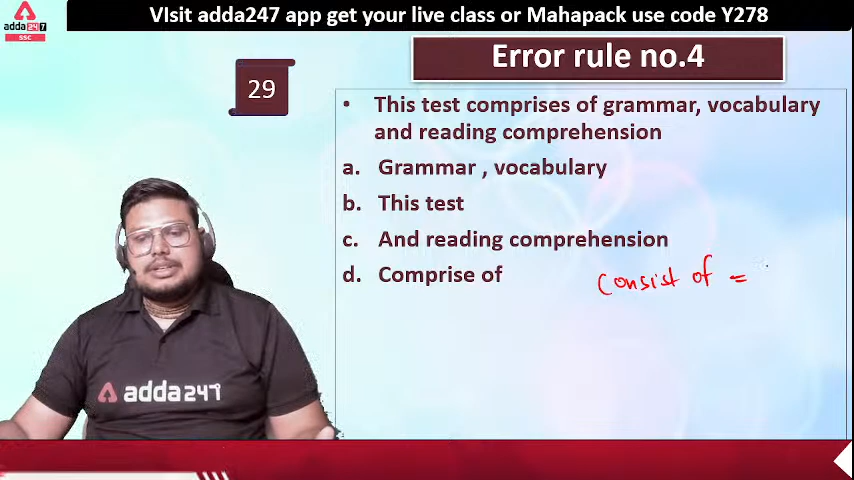 VIsit adda247 app get your live class or Mahapack use code Y278
adda247
SSC
Error rule no.4
29
• This test comprises of grammar, vocabulary
and reading comprehension
a. Grammar , vocabulary
b. This test
c. And reading comprehension
d. Comprise of
Consist of =
adda247